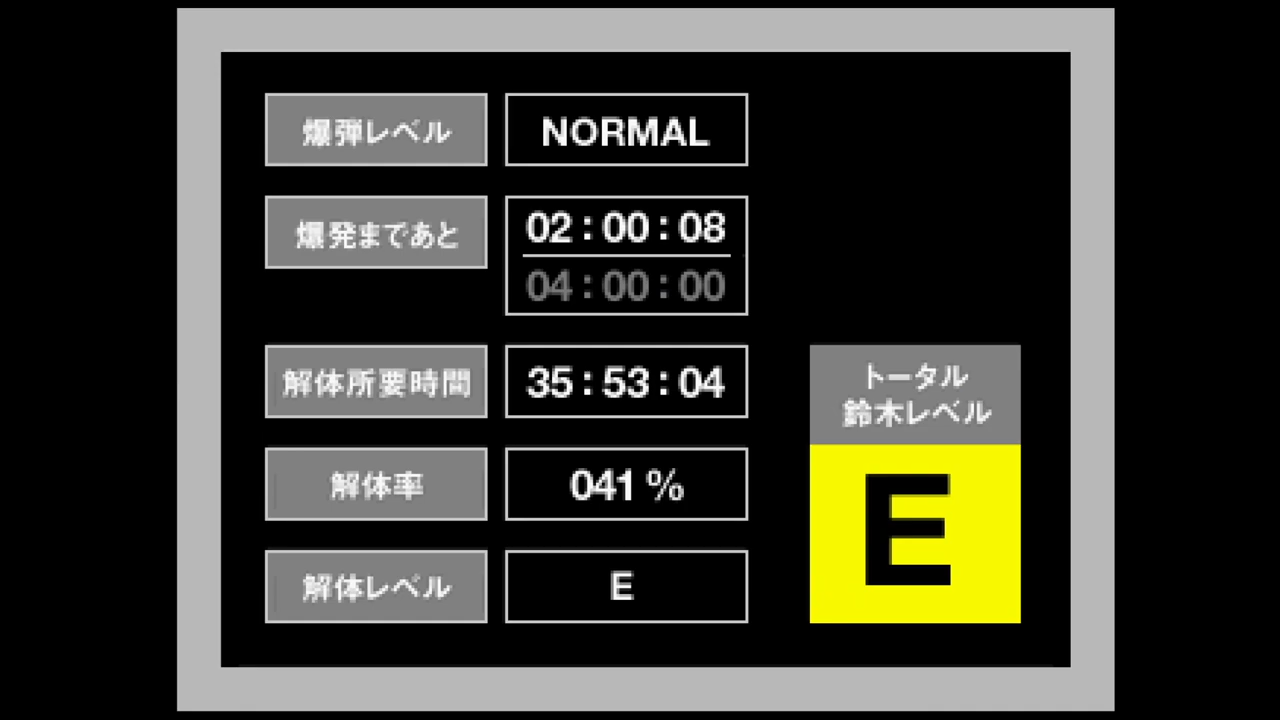 爆弾レベル NORMAL
爆発まであと 02:00:08
04:00:00
解体所要時間 35:53:04
トータル
鈴木レベル
解体率 041 %
E
解体レベル E